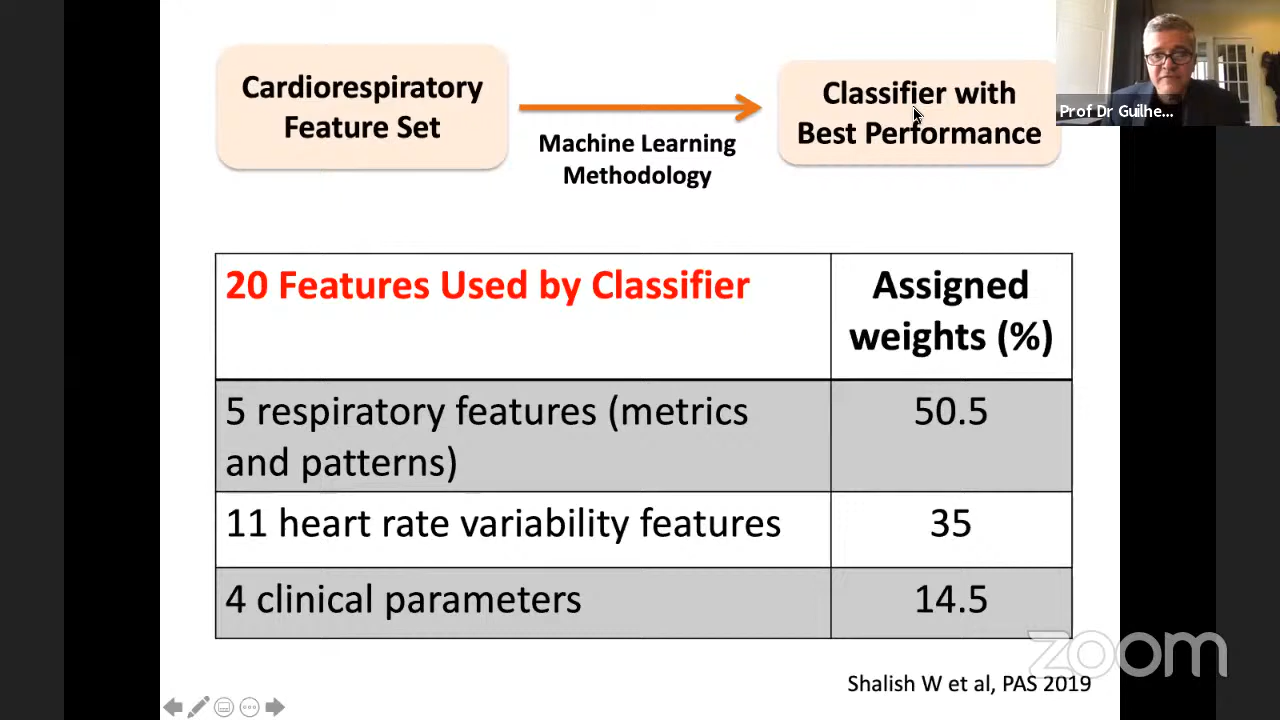 Cardiorespiratory
Feature Set
Machine Learning
Methodology
Classifier with
Best Performance
Prof Dr Guilhe...
20 Features Used by Classifier
Assigned
weights (%)
5 respiratory features (metrics
and patterns)
50.5
11 heart rate variability features
35
4 clinical parameters
14.5
zoom
Shalish W et al, PAS 2019